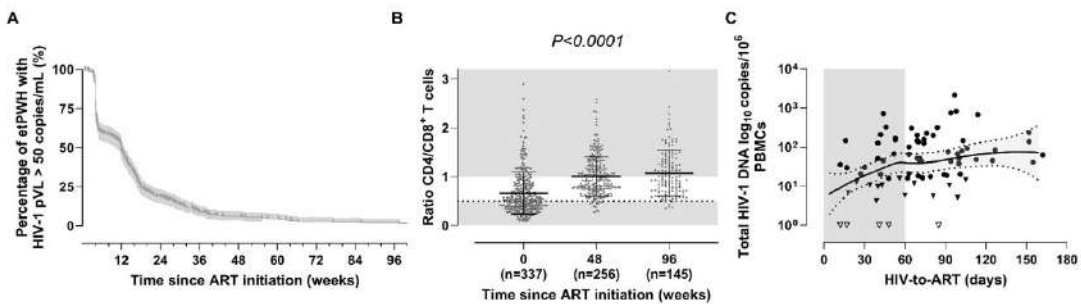 A
Percentage of etPWH with
HIV-1 pVL > 50 copies/mL (%)
100
75
50
25
0
12 24 36 48 60 72 84 96
Time since ART initiation (weeks)
B
P<0.0001
Ratio CD4/CD8⁺ T cells
3
2
1
0
0 48 96
(n=337) (n=256) (n=145)
Time since ART initiation (weeks)
C
Total HIV-1 DNA log₁₀ copies/10⁶
PBMCs
10⁴
10³
10²
10¹
10⁰
0 30 60 90 120 150 180
HIV-to-ART (days)